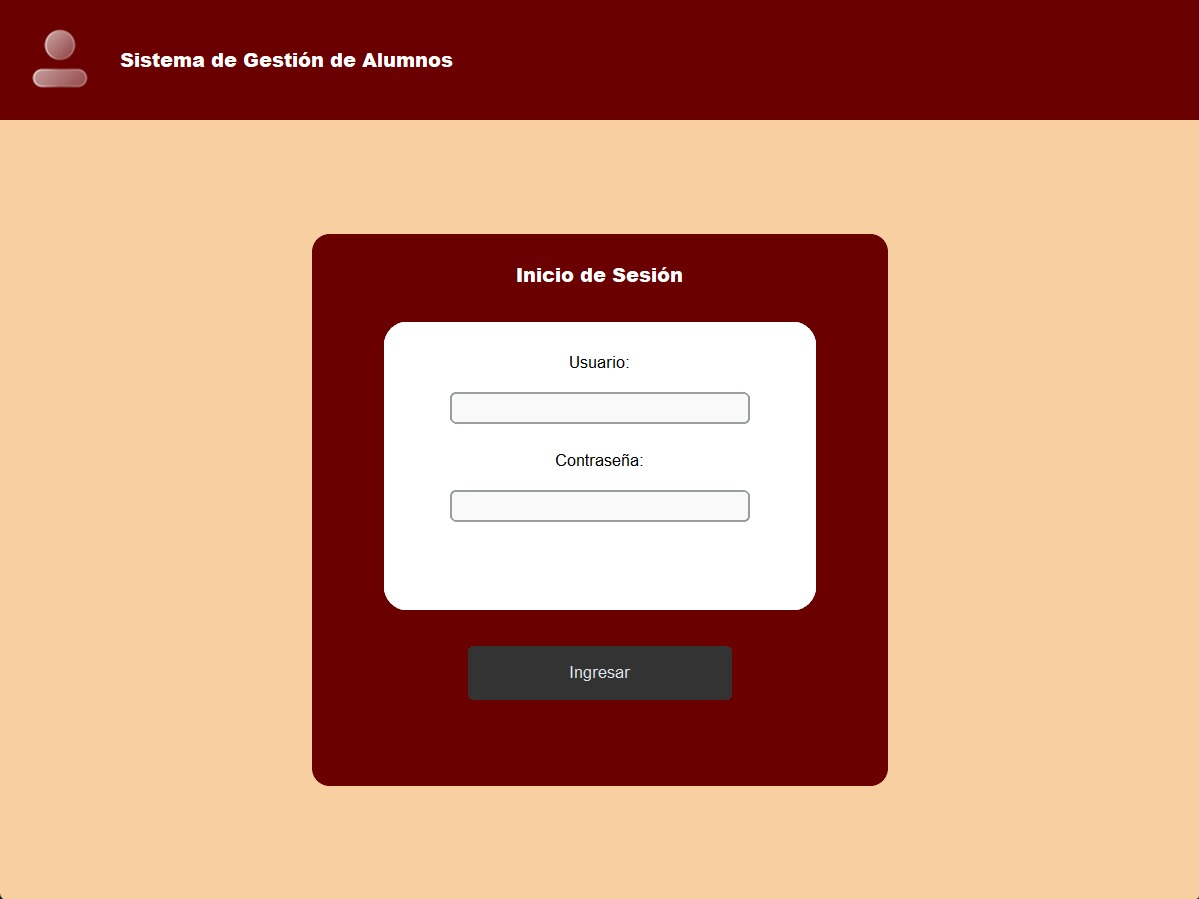 Sistema de Gestión de Alumnos
Inicio de Sesión
Usuario:
Contraseña:
Ingresar